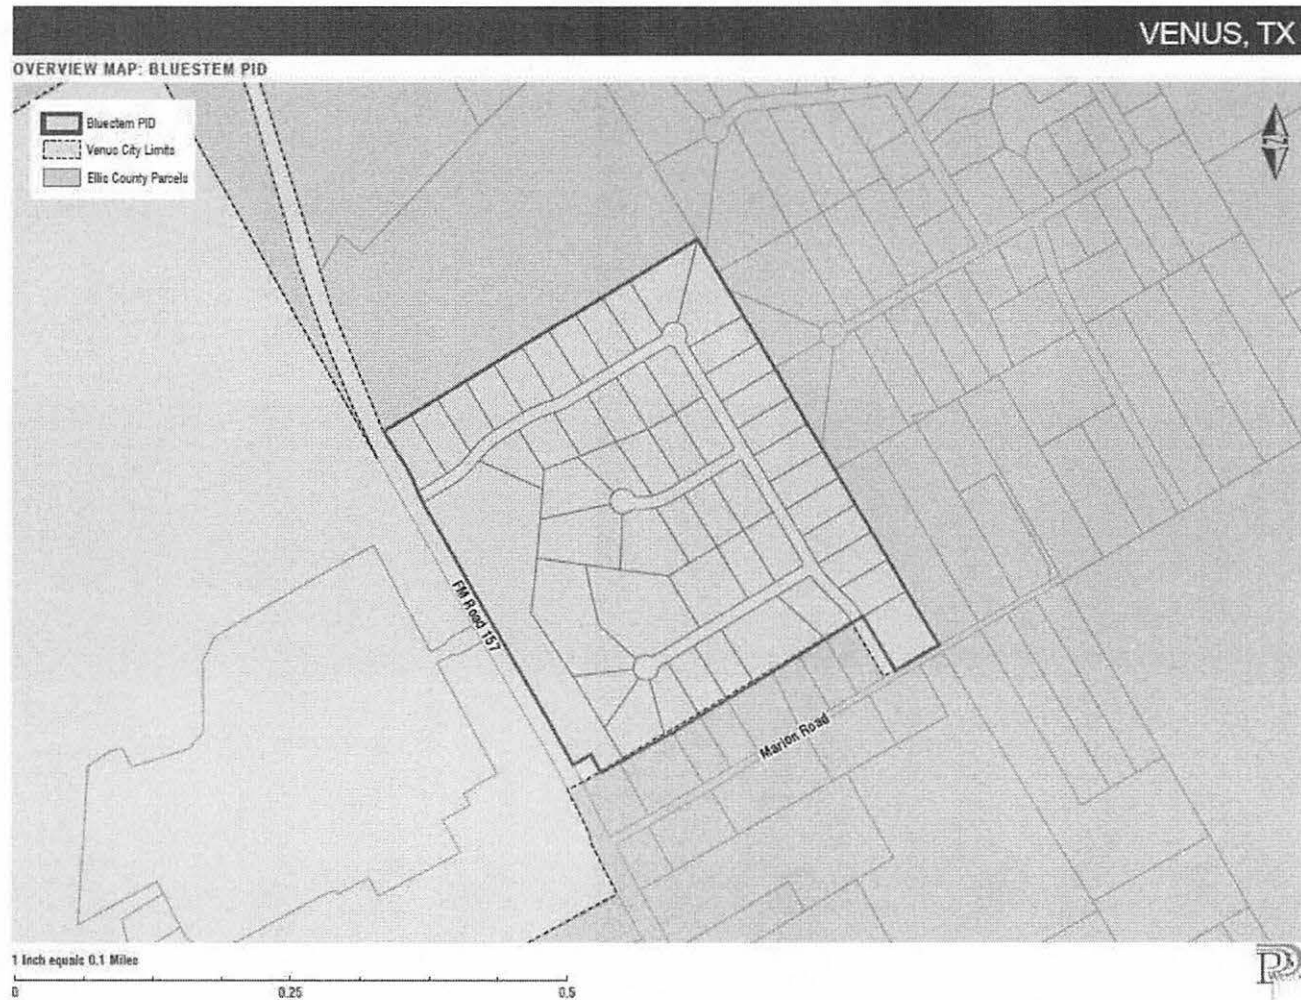 VENUS, TX
OVERVIEW MAP: BLUESTEM PID
Bluestem PID
Venus City Limits
Ellis County Parcels
N
FM Road 157
Marion Road
1 Inch equals 0.1 Miles
0 0.25 0.5